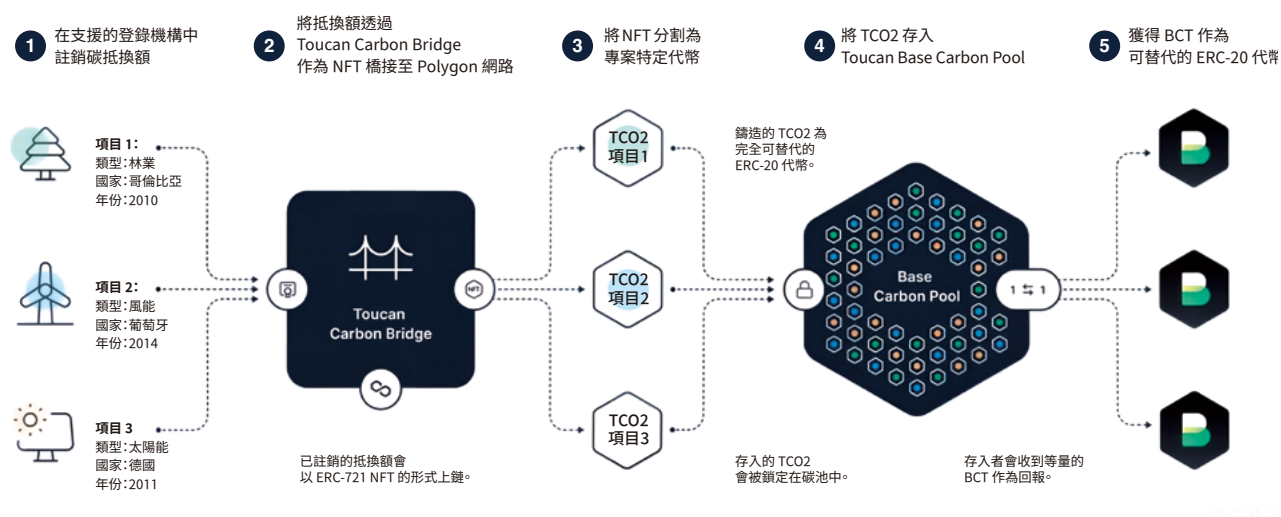 1
在支援的登錄機構中
註銷碳抵換額
2
將抵換額透過
Toucan Carbon Bridge
作為 NFT 橋接至 Polygon 網路
3
將 NFT 分割為
專案特定代幣
4
將 TCO2 存入
Toucan Base Carbon Pool
5
獲得 BCT 作為
可替代的 ERC-20 代幣
項目 1：
類型：林業
國家：哥倫比亞
年份：2010
項目 2：
類型：風能
國家：葡萄牙
年份：2014
項目 3
類型：太陽能
國家：德國
年份：2011
Toucan
Carbon Bridge
NFT
已註銷的抵換額會
以 ERC-721 NFT 的形式上鏈。
TCO2
項目1
TCO2
項目2
TCO2
項目3
鑄造的 TCO2 為
完全可替代的
ERC-20 代幣。
Base
Carbon Pool
1 ⇆ 1
存入的 TCO2
會被鎖定在碳池中。
存入者會收到等量的
BCT 作為回報。
B
B
B